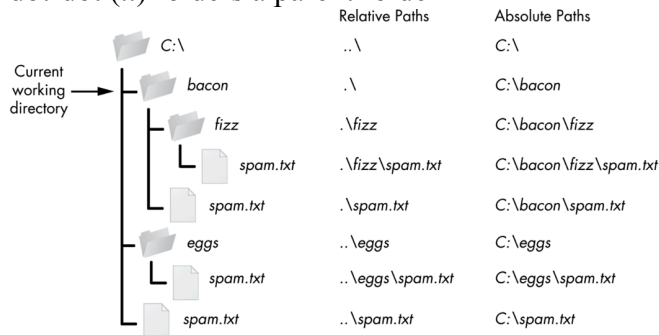 Relative Paths Absolute Paths
C:\ ..\ C:\
Current
working
directory
bacon .\ C:\bacon
fizz .\fizz C:\bacon\fizz
spam.txt .\fizz\spam.txt C:\bacon\fizz\spam.txt
spam.txt .\spam.txt C:\bacon\spam.txt
eggs ..\eggs C:\eggs
spam.txt ..\eggs\spam.txt C:\eggs\spam.txt
spam.txt ..\spam.txt C:\spam.txt